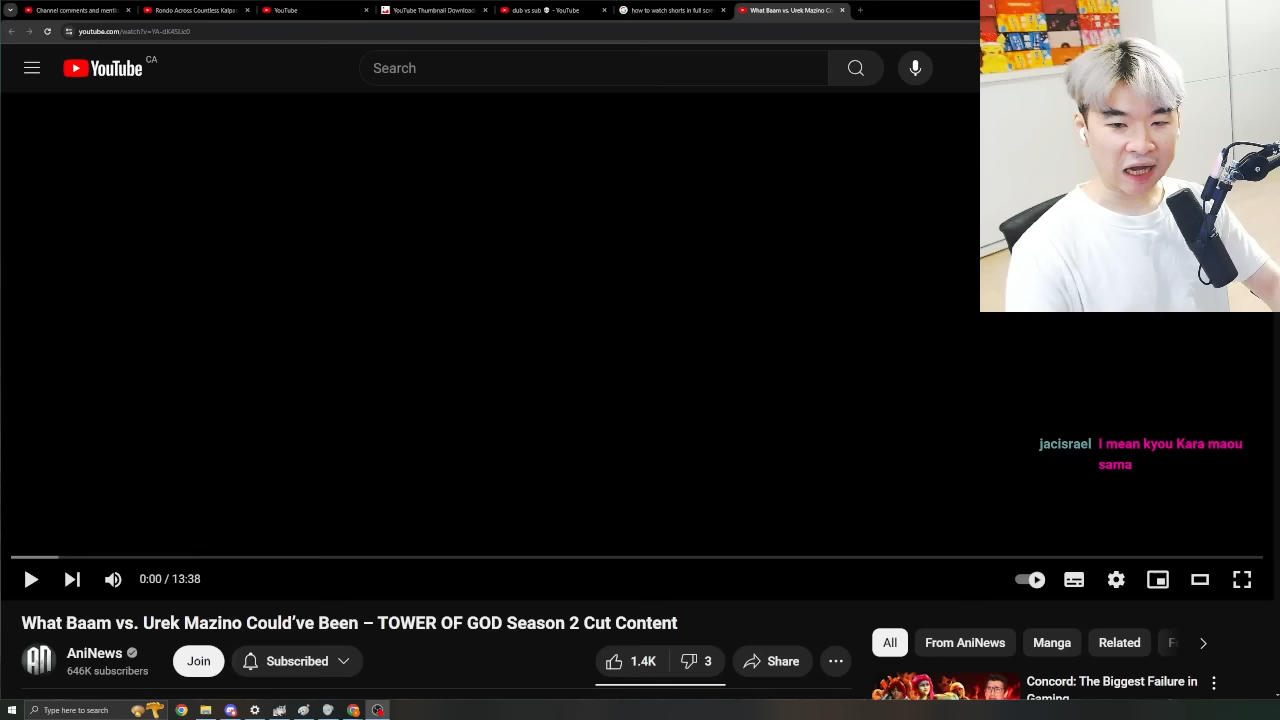 Channel comments and menti
Rondo Across Countless Kalpa
YouTube
YouTube Thumbnail Download
dub vs sub 💀 - YouTube
how to watch shorts in full scre
What Baam vs. Urek Mazino Co
youtube.com/watch?v=YA-dK4SLic0
YouTube CA
Search
jacisrael I mean kyou Kara maou
sama
0:00 / 13:38
What Baam vs. Urek Mazino Could've Been – TOWER OF GOD Season 2 Cut Content
AN
AniNews
646K subscribers
Join
Subscribed
1.4K
3
Share
All
From AniNews
Manga
Related
Concord: The Biggest Failure in
Gaming
Type here to search